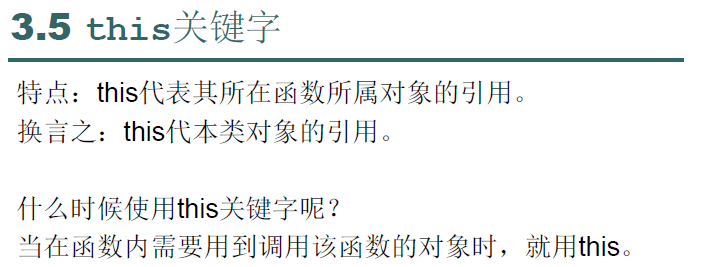 3.5 this关键字
特点：this代表其所在函数所属对象的引用。
换言之：this代本类对象的引用。
什么时候使用this关键字呢？
当在函数内需要用到调用该函数的对象时，就用this。